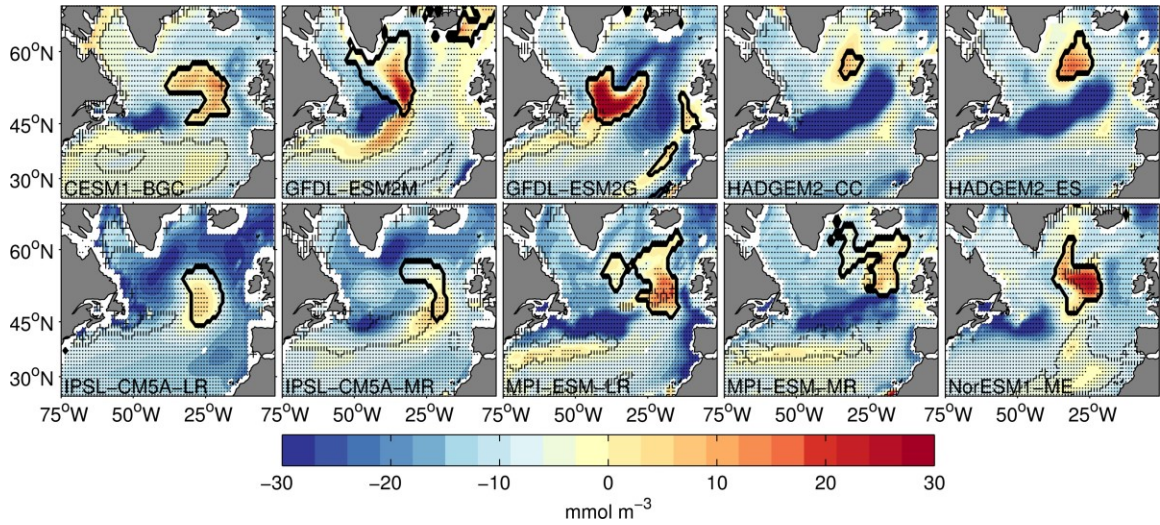 60°N
45°N
30°N
CESM1−BGC
GFDL−ESM2M
GFDL−ESM2G
HADGEM2−CC
HADGEM2−ES
60°N
45°N
30°N
IPSL−CM5A−LR
IPSL−CM5A−MR
MPI−ESM−LR
MPI−ESM−MR
NorESM1−ME
75°W 50°W 25°W 75°W 50°W 25°W 75°W 50°W 25°W 75°W 50°W 25°W 75°W 50°W 25°W
−30 −20 −10 0 10 20 30
mmol m⁻³